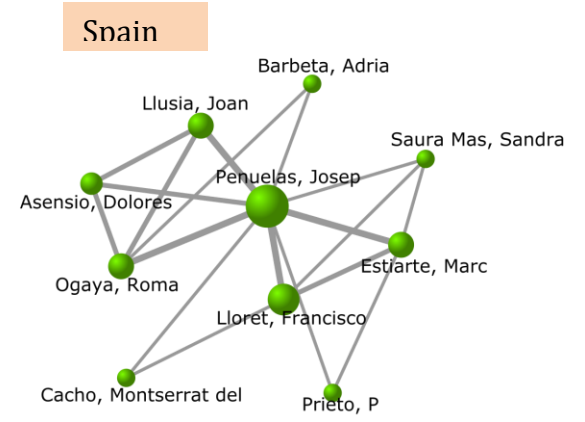 Spain
Barbeta, Adria
Llusia, Joan
Saura Mas, Sandra
Penuelas, Josep
Asensio, Dolores
Estiarte, Marc
Ogaya, Roma
Lloret, Francisco
Cacho, Montserrat del
Prieto, P